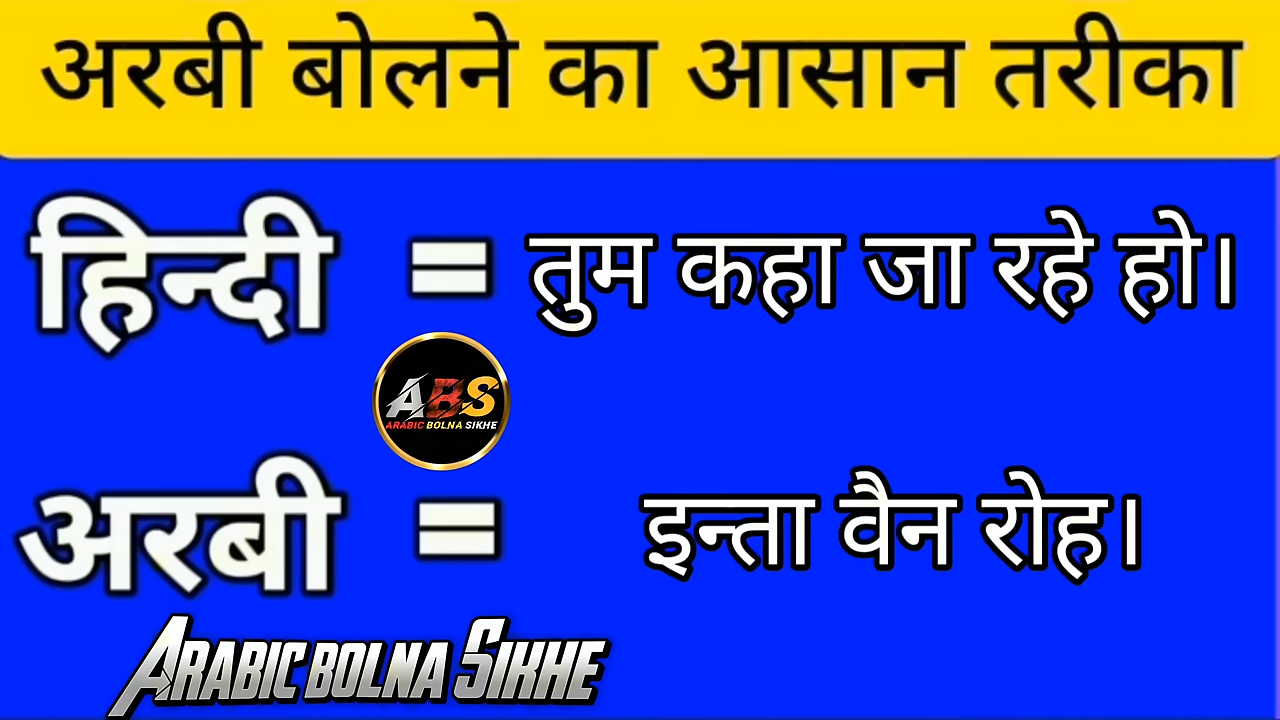 अरबी बोलने का आसान तरीका
हिन्दी = तुम कहा जा रहे हो।
ABS
ARABIC BOLNA SIKHE
अरबी = इन्ता वैन रोह।
ARABIC BOLNA SIKHE